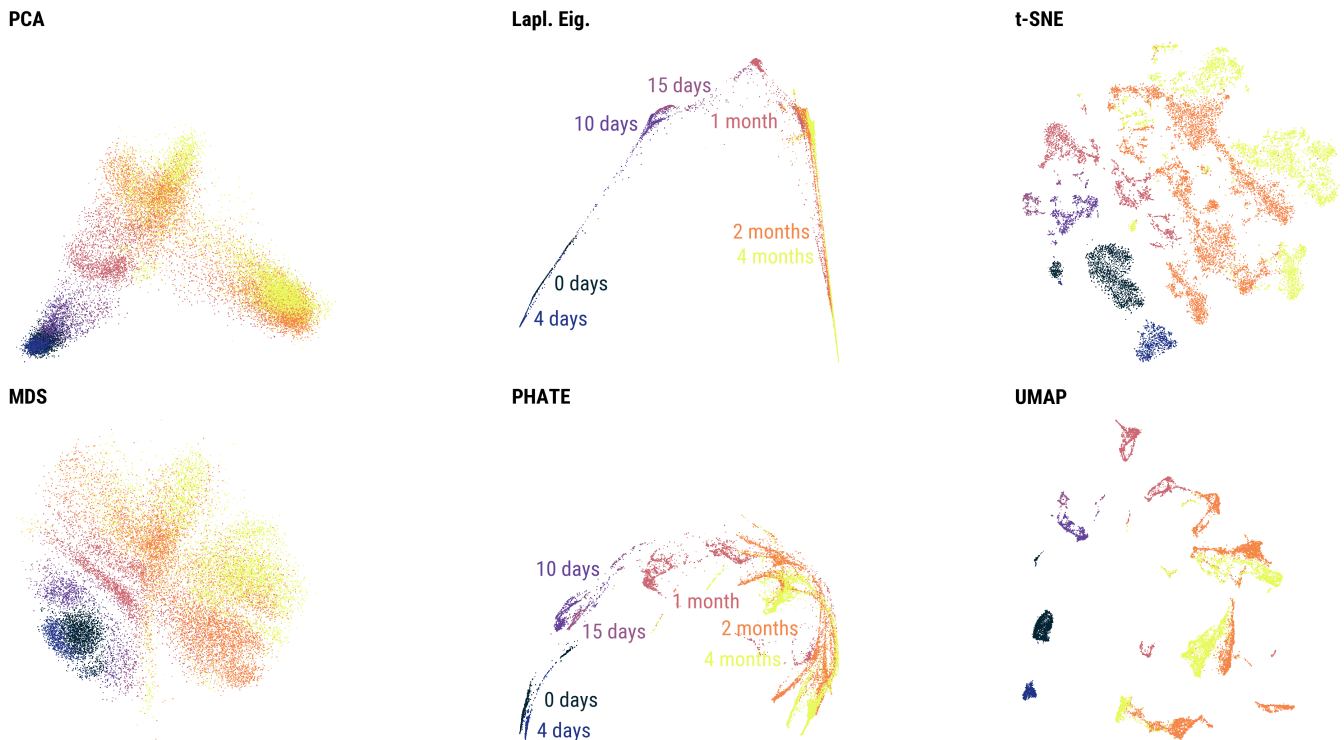 PCA
Lapl. Eig.
t-SNE
15 days
10 days
1 month
2 months
4 months
0 days
4 days
MDS
PHATE
UMAP
10 days
1 month
15 days
2 months
4 months
0 days
4 days